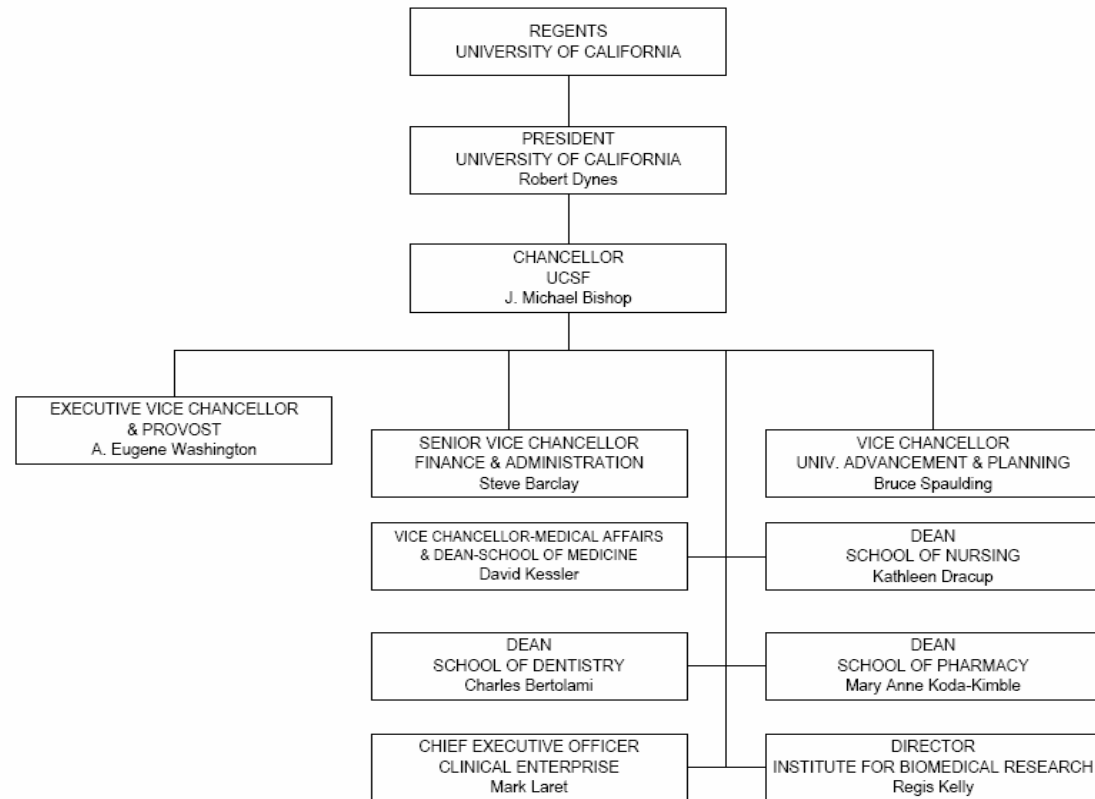 REGENTS
UNIVERSITY OF CALIFORNIA
PRESIDENT
UNIVERSITY OF CALIFORNIA
Robert Dynes
CHANCELLOR
UCSF
J. Michael Bishop
EXECUTIVE VICE CHANCELLOR
& PROVOST
A. Eugene Washington
SENIOR VICE CHANCELLOR
FINANCE & ADMINISTRATION
Steve Barclay
VICE CHANCELLOR
UNIV. ADVANCEMENT & PLANNING
Bruce Spaulding
VICE CHANCELLOR-MEDICAL AFFAIRS
& DEAN-SCHOOL OF MEDICINE
David Kessler
DEAN
SCHOOL OF NURSING
Kathleen Dracup
DEAN
SCHOOL OF DENTISTRY
Charles Bertolami
DEAN
SCHOOL OF PHARMACY
Mary Anne Koda-Kimble
CHIEF EXECUTIVE OFFICER
CLINICAL ENTERPRISE
Mark Laret
DIRECTOR
INSTITUTE FOR BIOMEDICAL RESEARCH
Regis Kelly